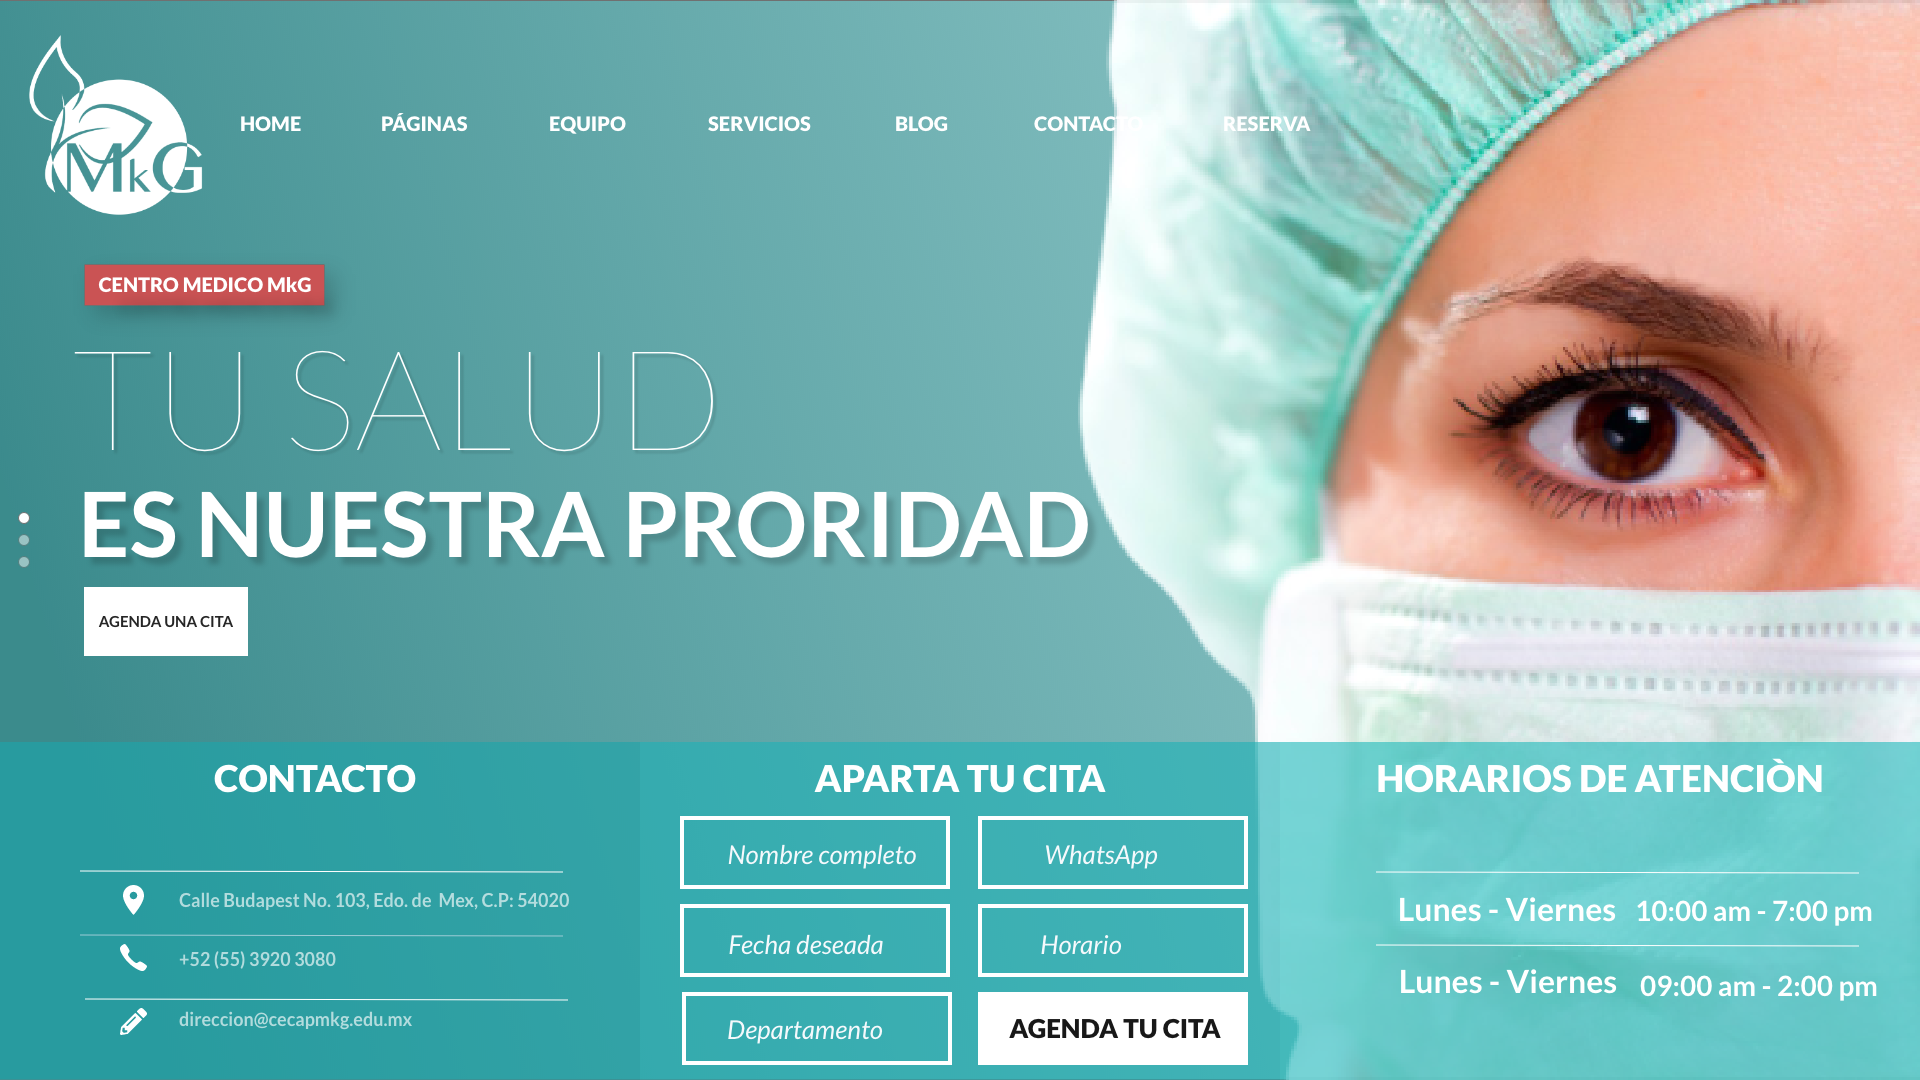 MkG
HOME PÁGINAS EQUIPO SERVICIOS BLOG CONTACTO RESERVA
CENTRO MEDICO MkG
TU SALUD
ES NUESTRA PRORIDAD
AGENDA UNA CITA
CONTACTO
Calle Budapest No. 103, Edo. de Mex, C.P: 54020
+52 (55) 3920 3080
direccion@cecapmkg.edu.mx
APARTA TU CITA
Nombre completo WhatsApp
Fecha deseada Horario
Departamento AGENDA TU CITA
HORARIOS DE ATENCIÒN
Lunes - Viernes 10:00 am - 7:00 pm
Lunes - Viernes 09:00 am - 2:00 pm